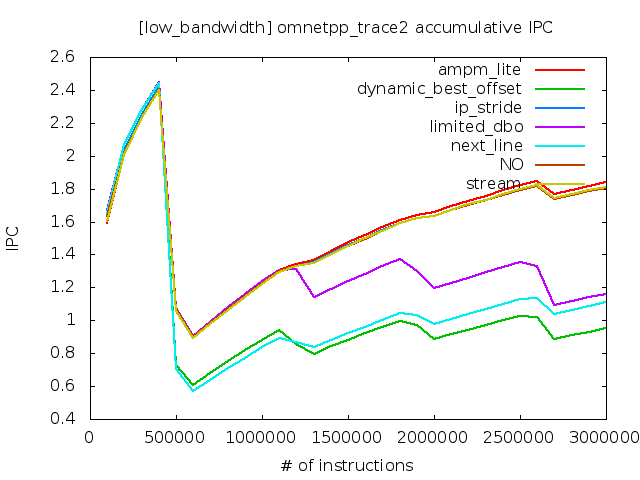 [low_bandwidth] omnetpp_trace2 accumulative IPC
2.6
2.4
2.2
2
1.8
1.6
1.4
1.2
1
0.8
0.6
0.4
IPC
ampm_lite
dynamic_best_offset
ip_stride
limited_dbo
next_line
NO
stream
0 500000 1000000 1500000 2000000 2500000 3000000
# of instructions